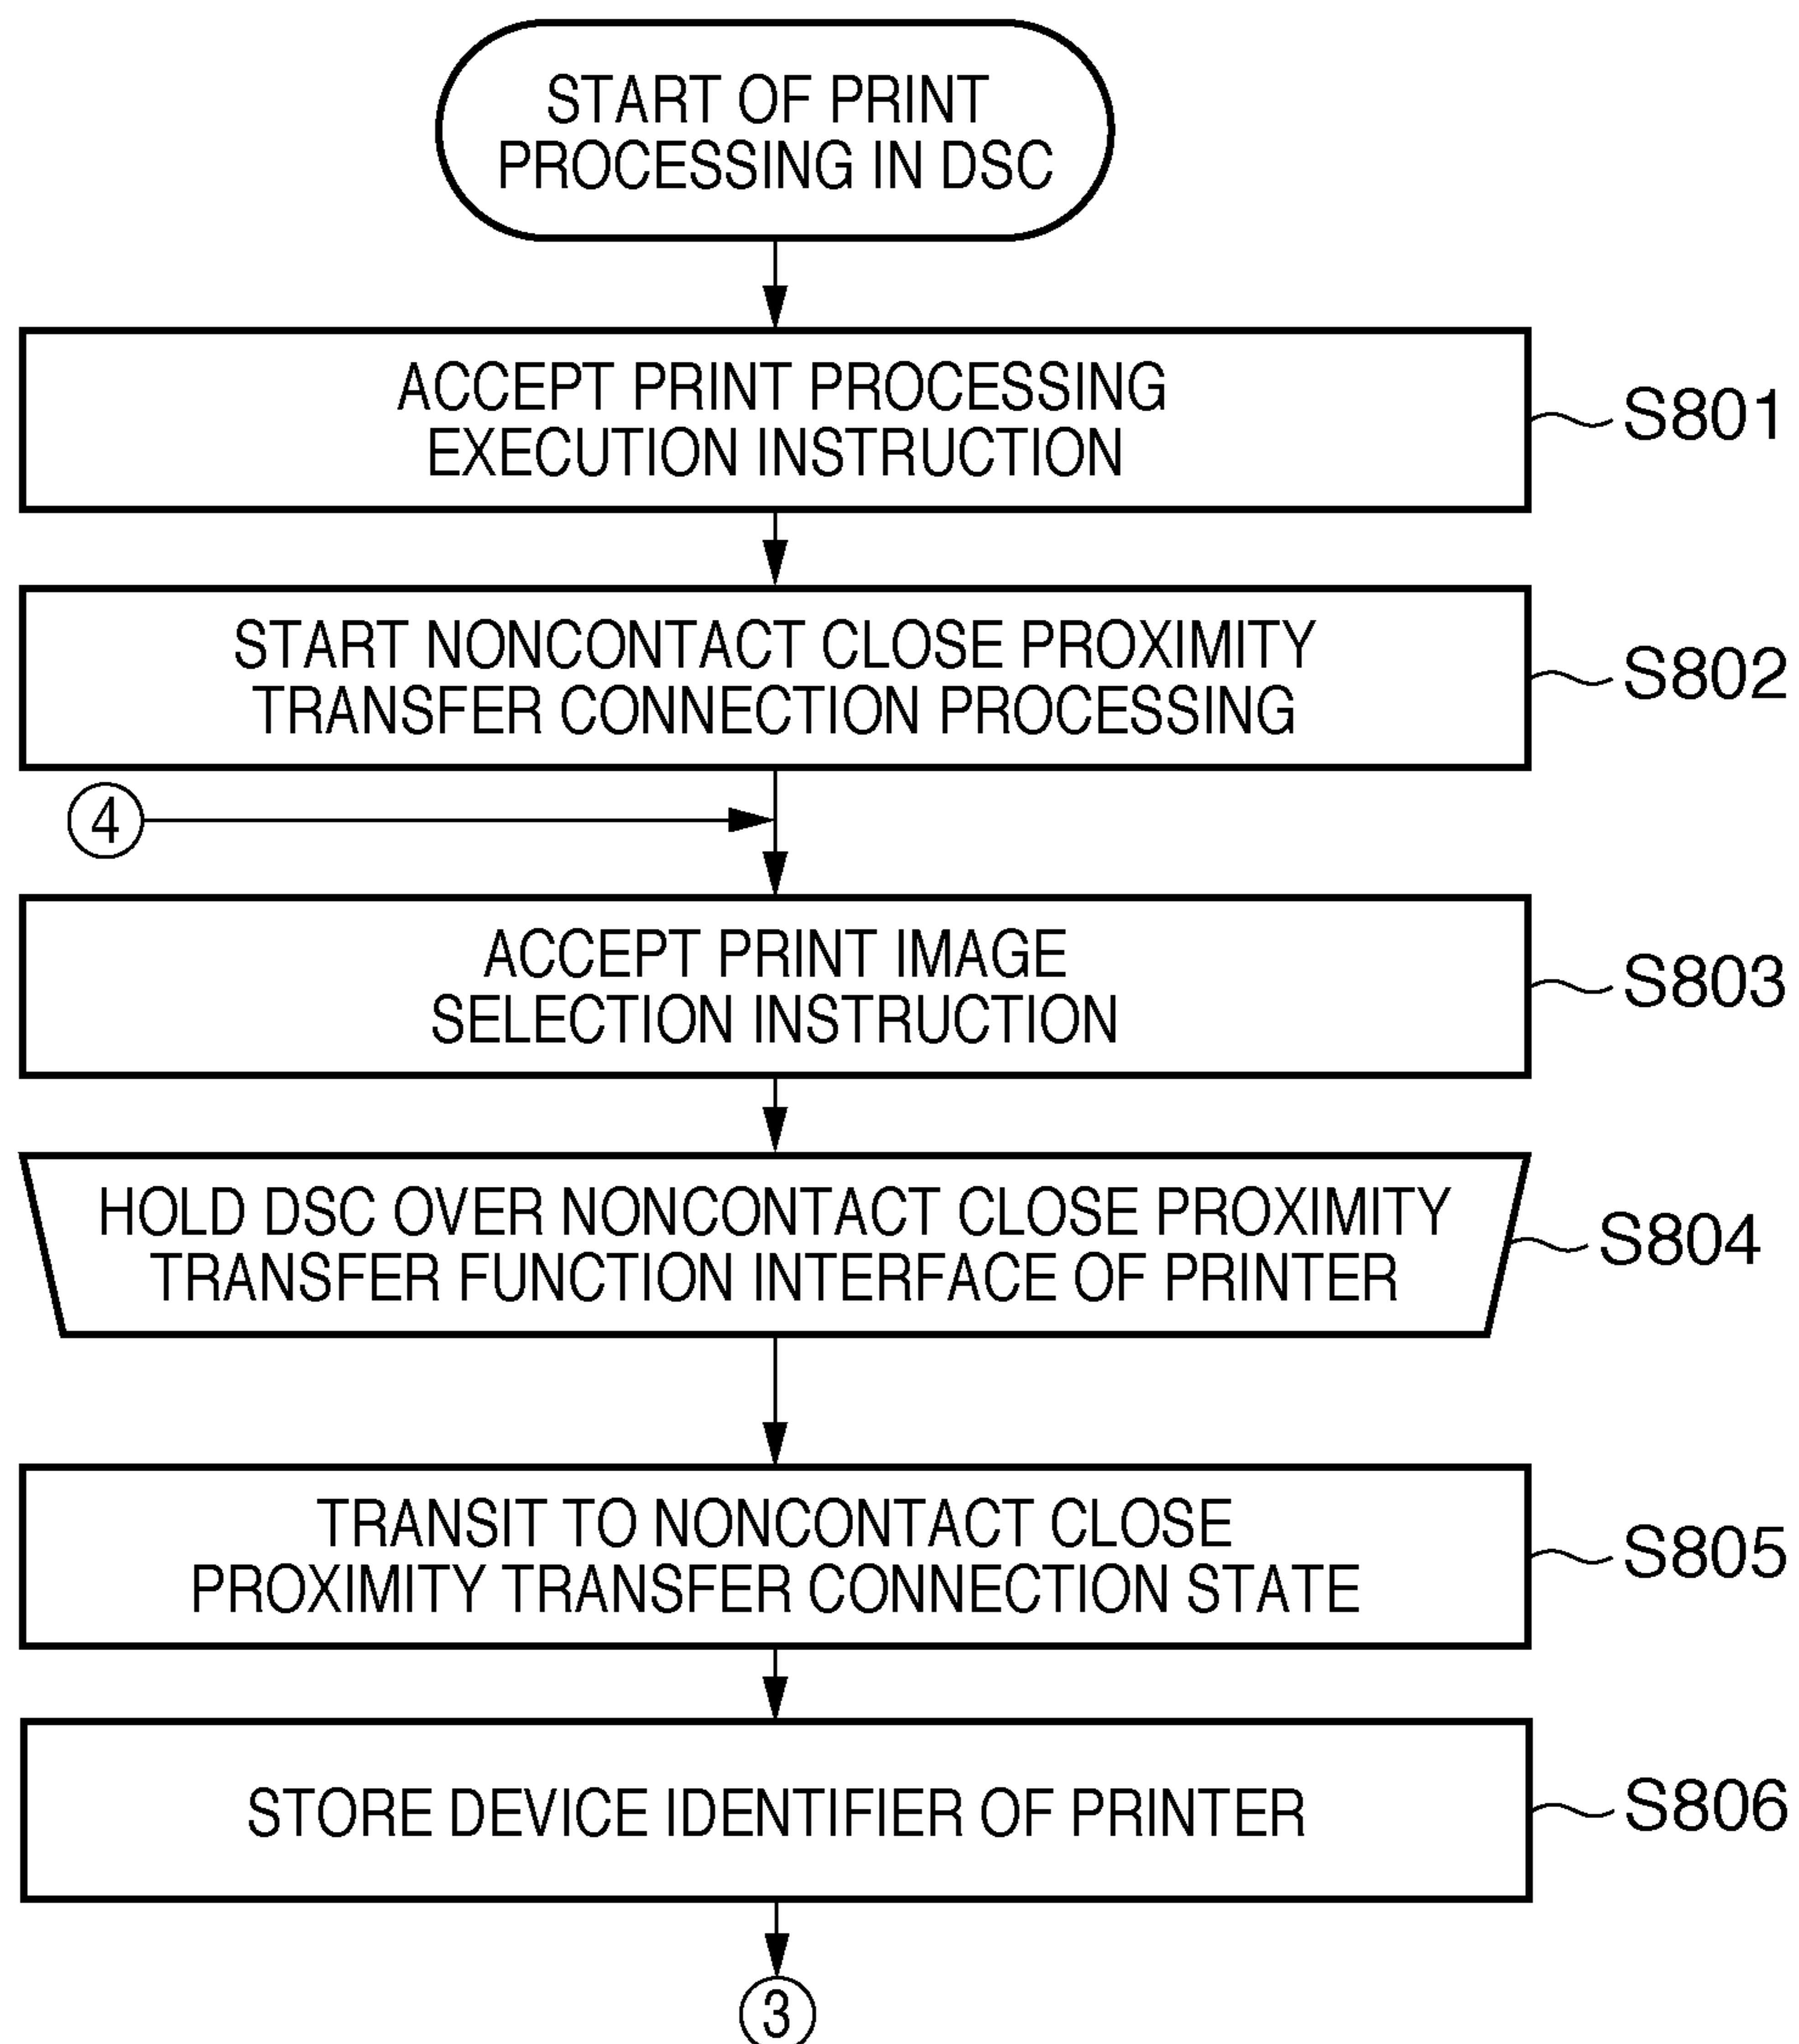 START OF PRINT
PROCESSING IN DSC
ACCEPT PRINT PROCESSING
EXECUTION INSTRUCTION
S801
START NONCONTACT CLOSE PROXIMITY
TRANSFER CONNECTION PROCESSING
S802
4
ACCEPT PRINT IMAGE
SELECTION INSTRUCTION
S803
HOLD DSC OVER NONCONTACT CLOSE PROXIMITY
TRANSFER FUNCTION INTERFACE OF PRINTER
S804
TRANSIT TO NONCONTACT CLOSE
PROXIMITY TRANSFER CONNECTION STATE
S805
STORE DEVICE IDENTIFIER OF PRINTER
S806
3